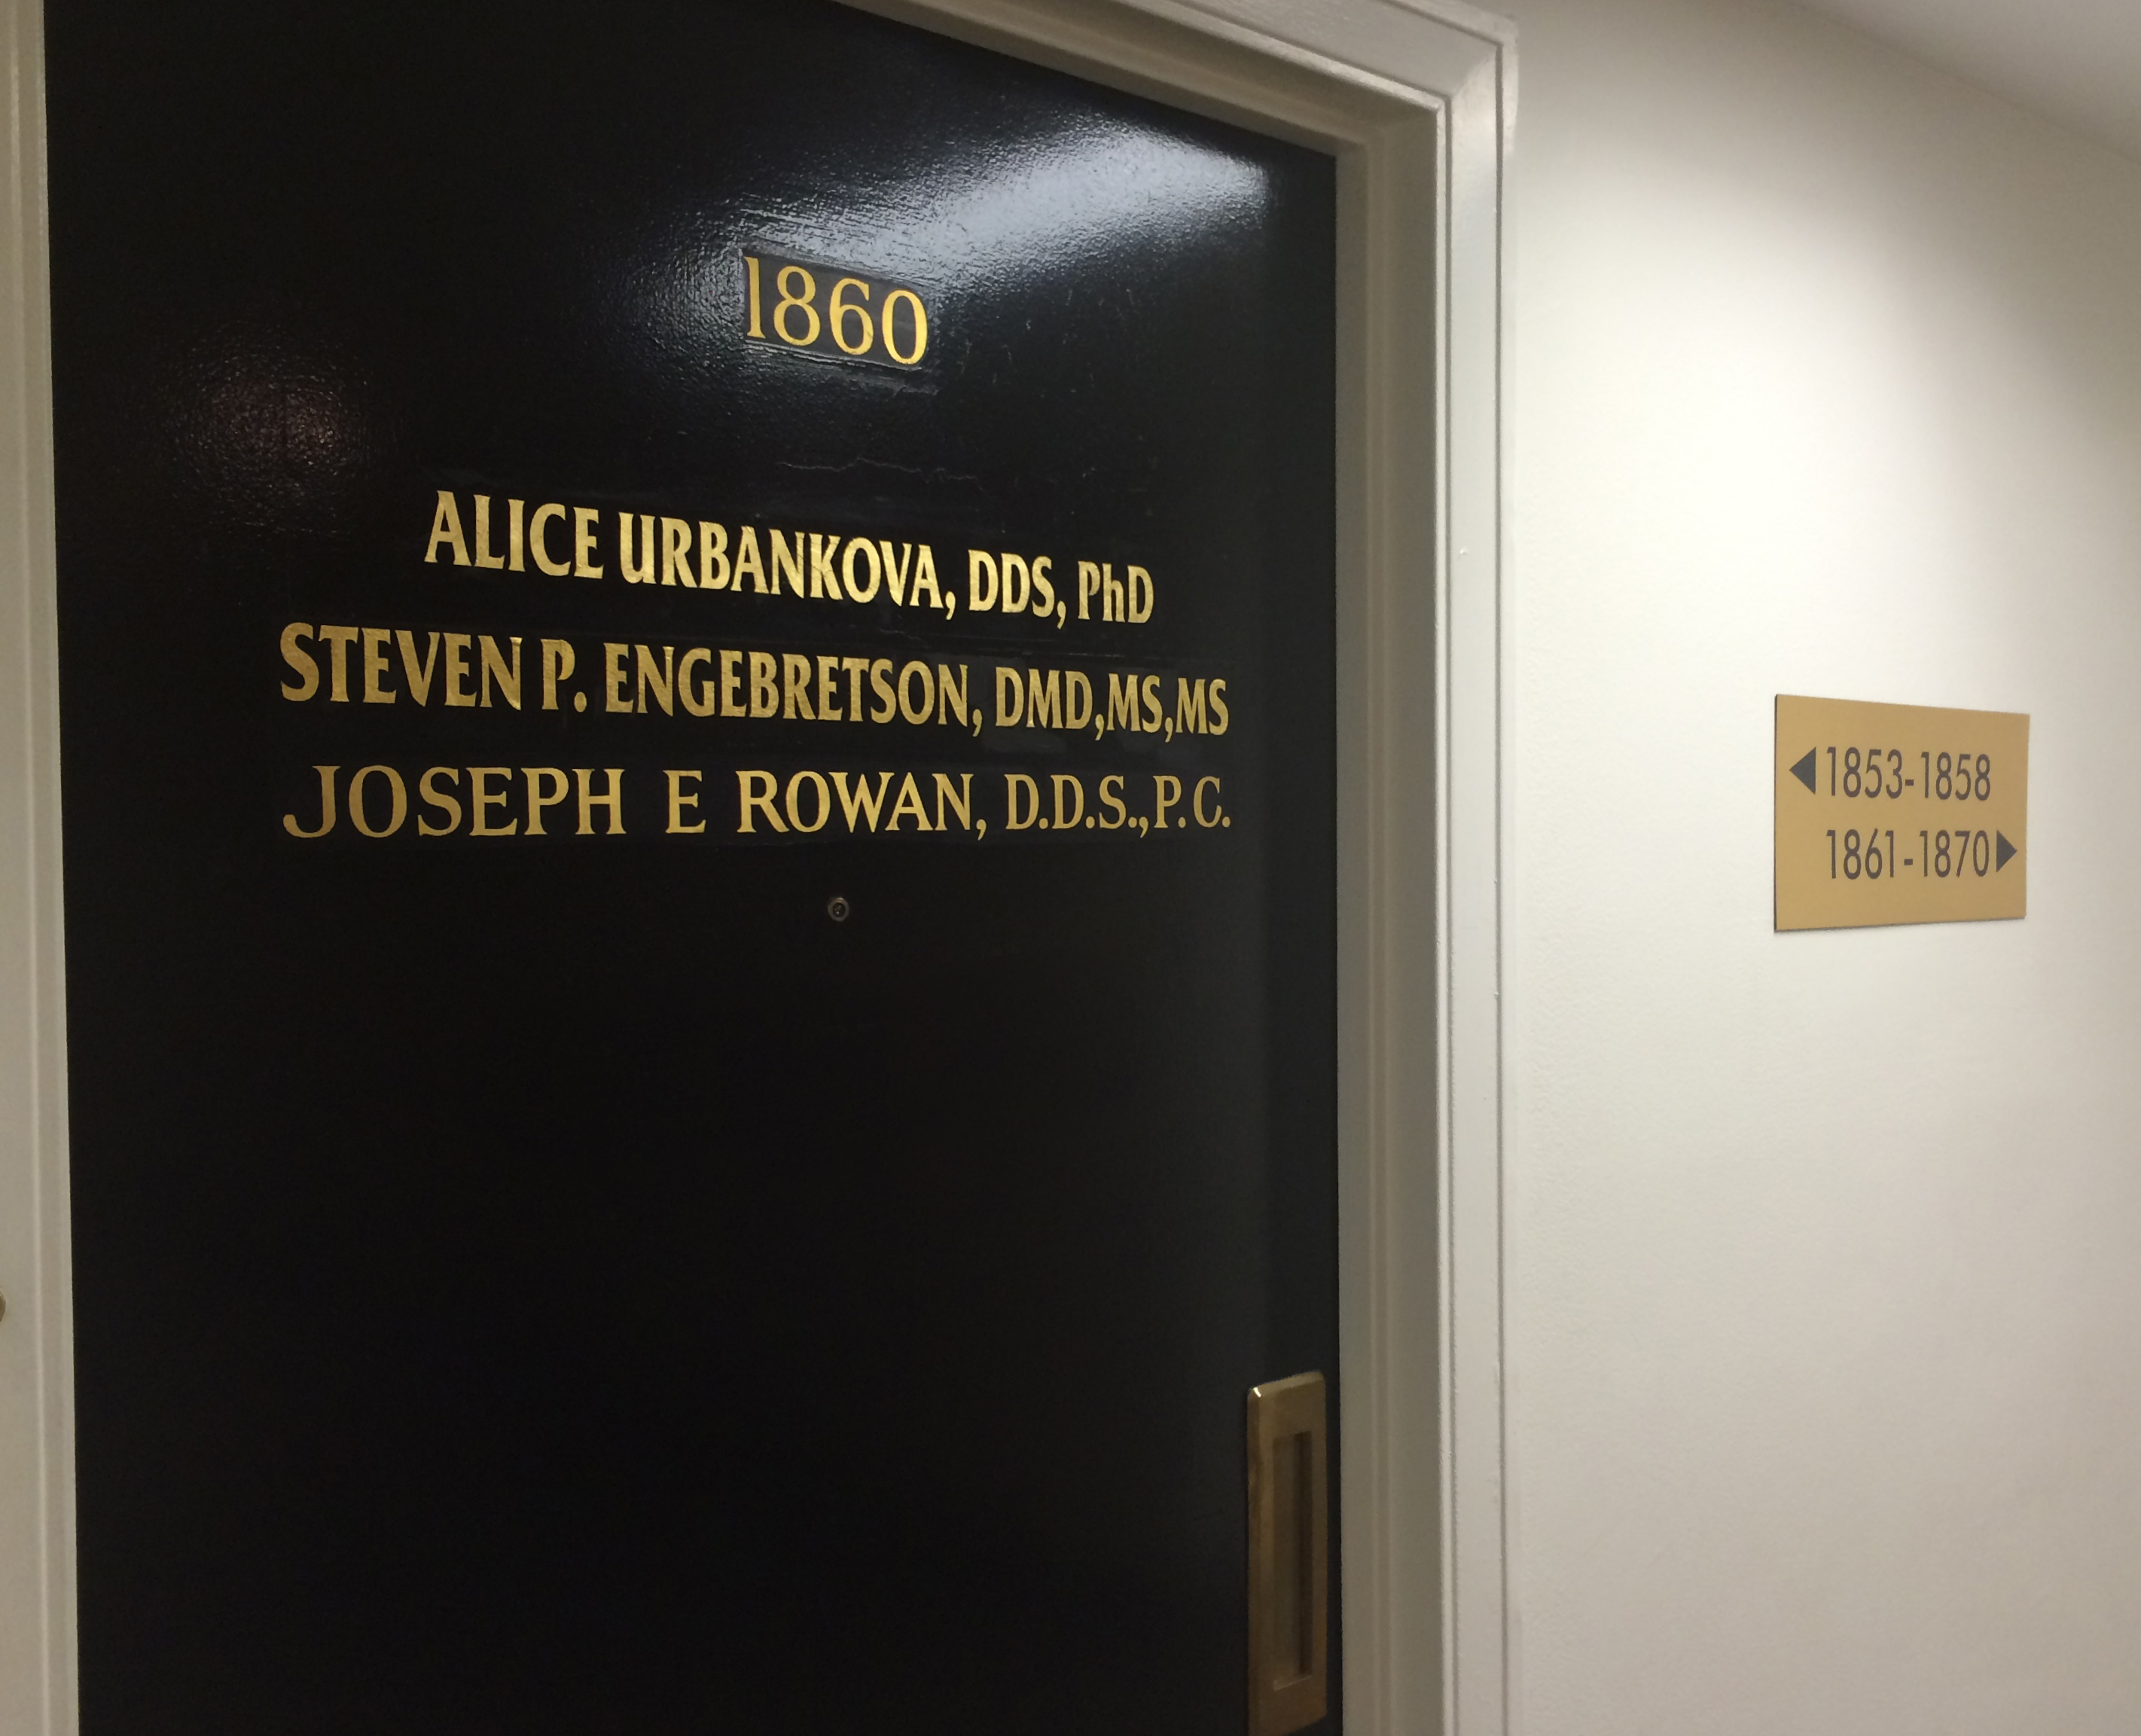 1860
ALICE URBANKOVA, DDS, PhD
STEVEN P. ENGEBRETSON, DMD,MS,MS
JOSEPH E ROWAN, D.D.S.,P.C.
1853-1858
1861-1870